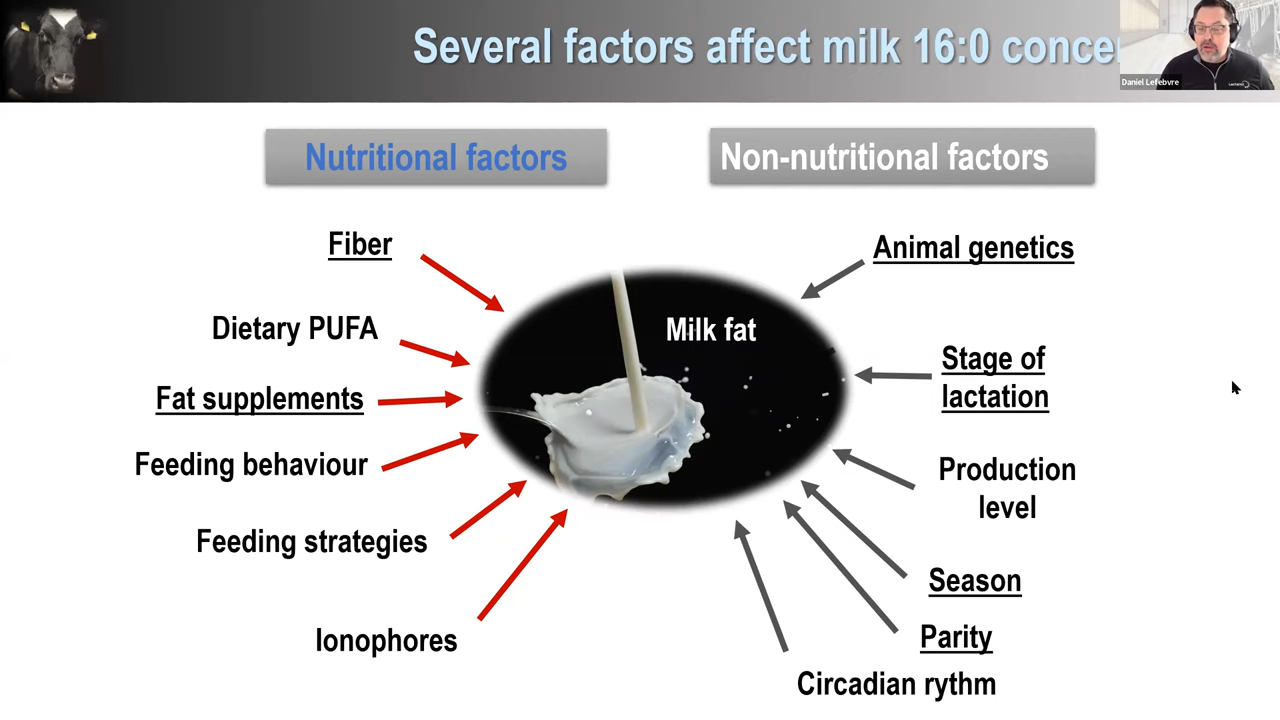 Several factors affect milk 16:0
Daniel Lefebvre
Nutritional factors
Non-nutritional factors
Fiber
Animal genetics
Dietary PUFA
Milk fat
Stage of
lactation
Fat supplements
Feeding behaviour
Production
level
Feeding strategies
Season
Ionophores
Parity
Circadian rythm